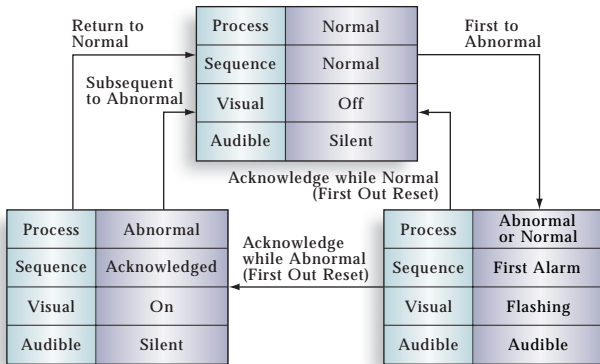 Return to
Normal
Process Normal
Sequence Normal
Visual Off
Audible Silent
First to
Abnormal
Subsequent
to Abnormal
Acknowledge while Normal
(First Out Reset)
Process Abnormal
Sequence Acknowledged
Visual On
Audible Silent
Acknowledge
while Abnormal
(First Out Reset)
Process Abnormal
or Normal
Sequence First Alarm
Visual Flashing
Audible Audible